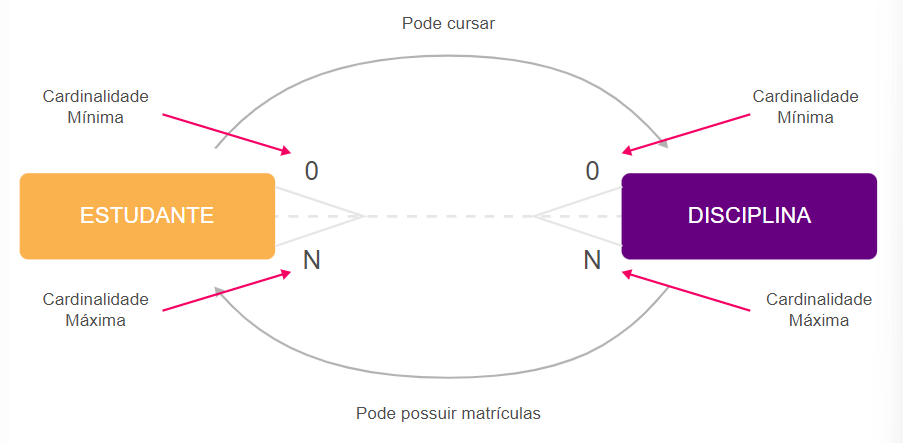 Pode cursar
Cardinalidade
Mínima
Cardinalidade
Mínima
0
0
ESTUDANTE
DISCIPLINA
N
N
Cardinalidade
Máxima
Cardinalidade
Máxima
Pode possuir matrículas